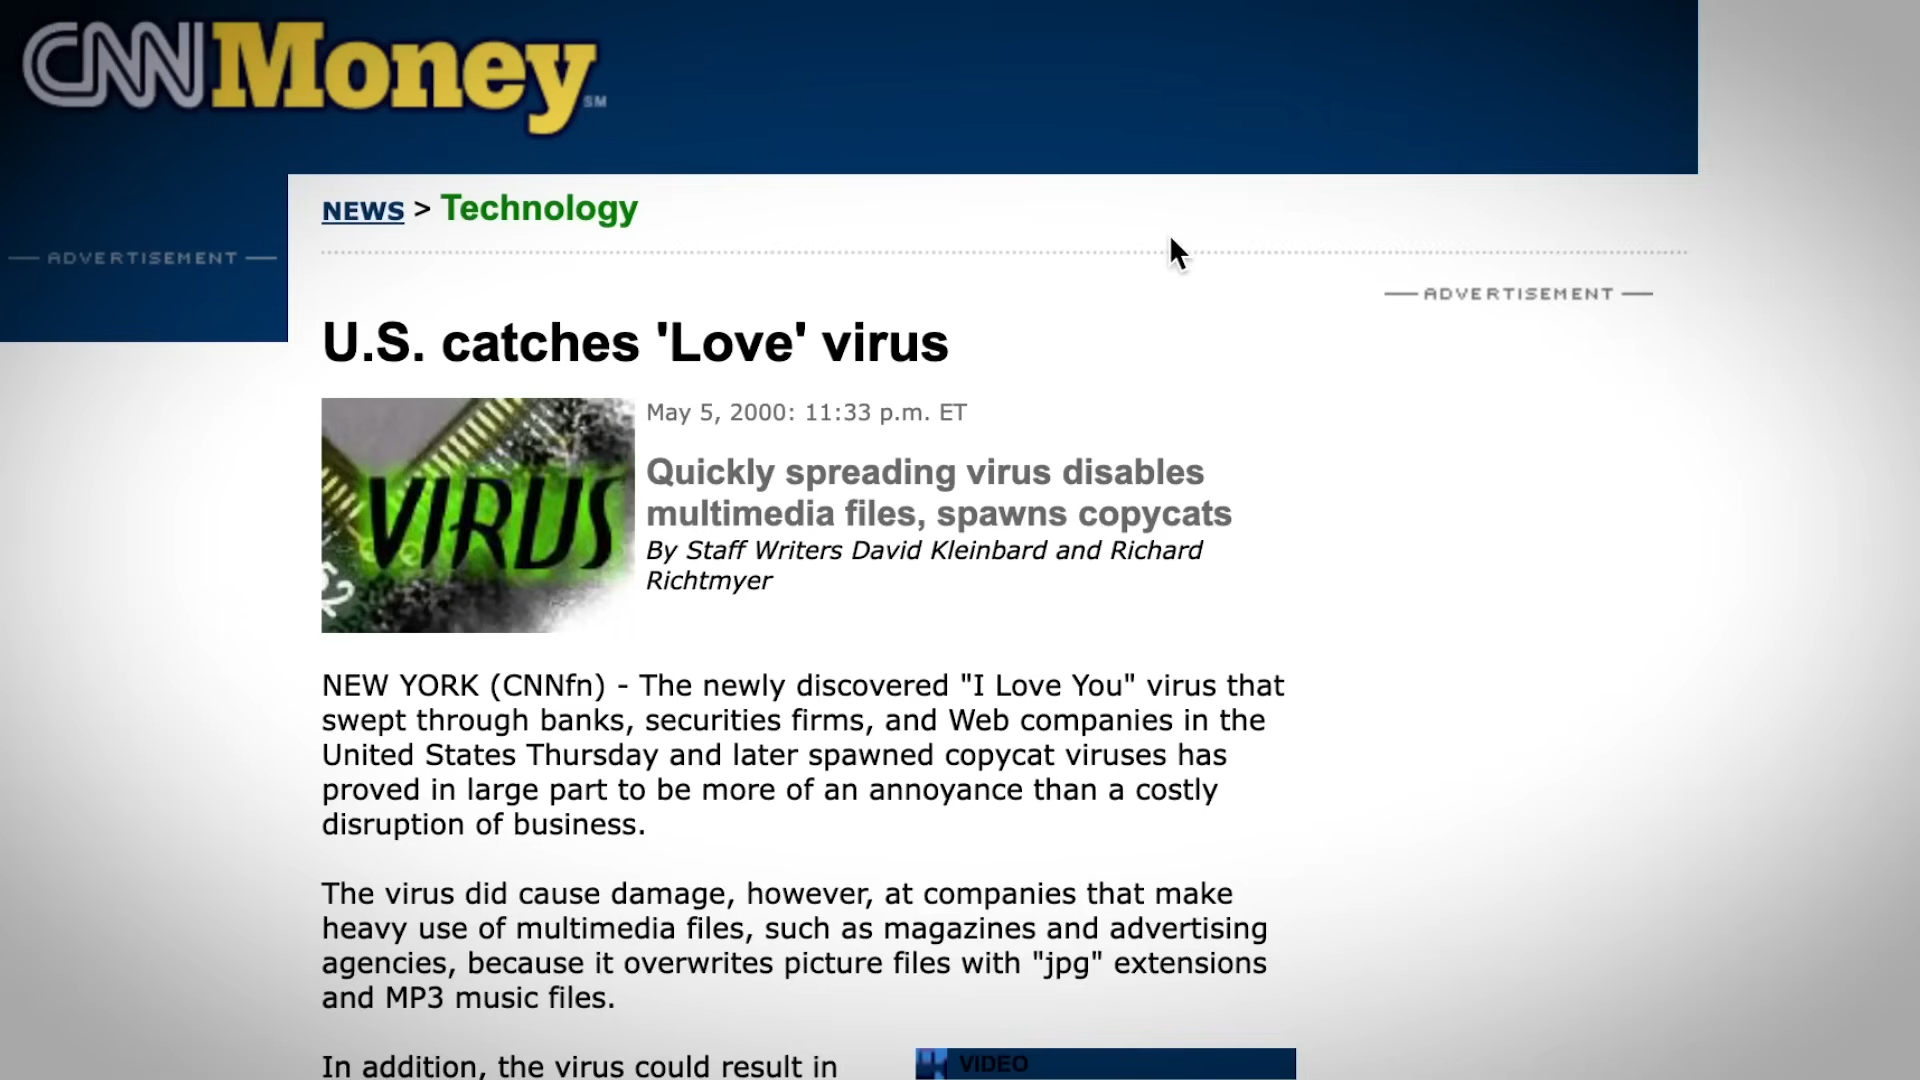 CNNMoney SM
NEWS > Technology
ADVERTISEMENT
ADVERTISEMENT
U.S. catches 'Love' virus
VIRUS
52
May 5, 2000: 11:33 p.m. ET
Quickly spreading virus disables
multimedia files, spawns copycats
By Staff Writers David Kleinbard and Richard
Richtmyer
NEW YORK (CNNfn) - The newly discovered "I Love You" virus that
swept through banks, securities firms, and Web companies in the
United States Thursday and later spawned copycat viruses has
proved in large part to be more of an annoyance than a costly
disruption of business.
The virus did cause damage, however, at companies that make
heavy use of multimedia files, such as magazines and advertising
agencies, because it overwrites picture files with "jpg" extensions
and MP3 music files.
In addition, the virus could result in
VIDEO